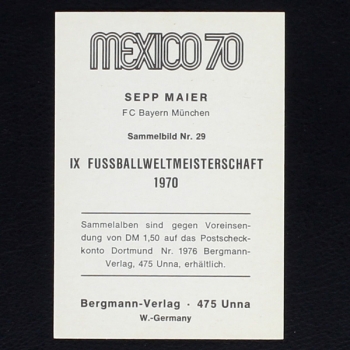 MEXICO 70
SEPP MAIER
FC Bayern München
Sammelbild Nr. 29
IX FUSSBALLWELTMEISTERSCHAFT
1970
Sammelalben sind gegen Voreinsen-
dung von DM 1,50 auf das Postscheck-
konto Dortmund Nr. 1976 Bergmann-
Verlag, 475 Unna, erhältlich.
Bergmann-Verlag · 475 Unna
W.-Germany